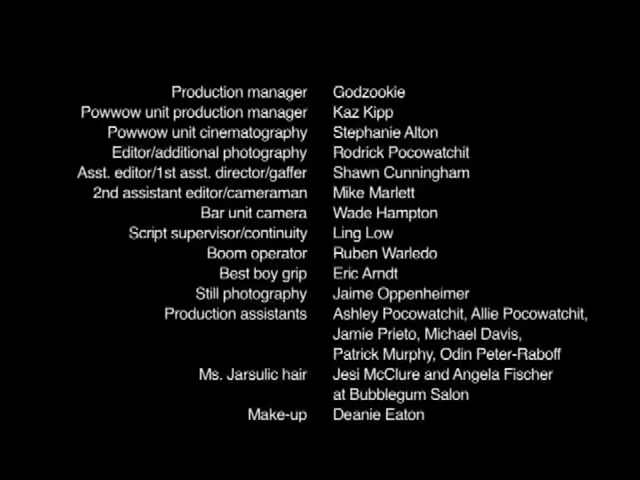 Production manager Godzookie
Powwow unit production manager Kaz Kipp
Powwow unit cinematography Stephanie Alton
Editor/additional photography Rodrick Pocowatchit
Asst. editor/1st asst. director/gaffer Shawn Cunningham
2nd assistant editor/cameraman Mike Marlett
Bar unit camera Wade Hampton
Script supervisor/continuity Ling Low
Boom operator Ruben Warledo
Best boy grip Eric Arndt
Still photography Jaime Oppenheimer
Production assistants Ashley Pocowatchit, Allie Pocowatchit,
Jamie Prieto, Michael Davis,
Patrick Murphy, Odin Peter-Raboff
Ms. Jarsulic hair Jesi McClure and Angela Fischer
at Bubblegum Salon
Make-up Deanie Eaton